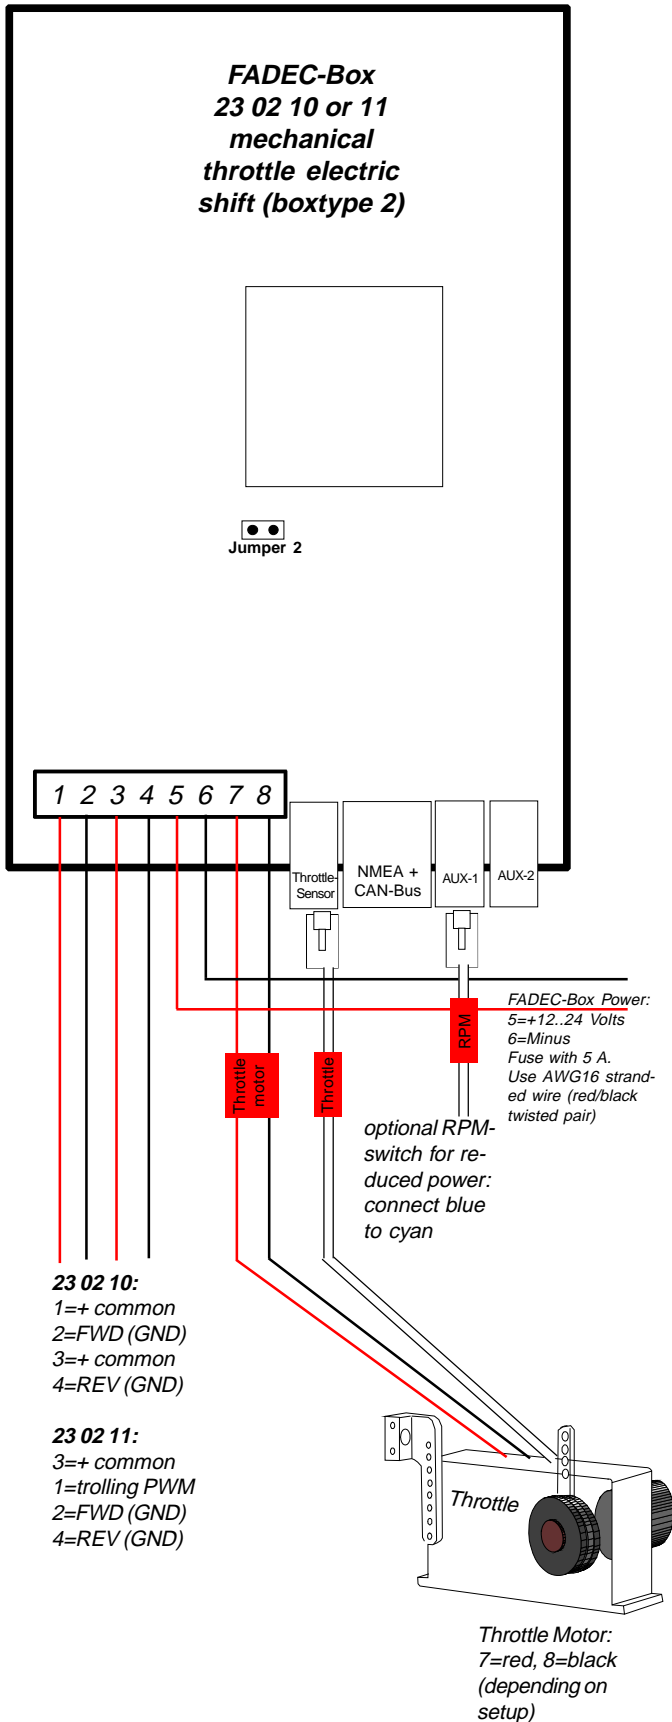 FADEC-Box
23 02 10 or 11
mechanical
throttle electric
shift (boxtype 2)
Jumper 2
1 2 3 4 5 6 7 8
Throttle-
Sensor
NMEA +
CAN-Bus
AUX-1
AUX-2
FADEC-Box Power:
5=+12..24 Volts
6=Minus
Fuse with 5 A.
Use AWG16 strand-
ed wire (red/black
twisted pair)
RPM
Throttle
motor
Throttle
optional RPM-
switch for re-
duced power:
connect blue
to cyan
23 02 10:
1=+ common
2=FWD (GND)
3=+ common
4=REV (GND)
23 02 11:
3=+ common
1=trolling PWM
2=FWD (GND)
4=REV (GND)
Throttle
Throttle Motor:
7=red, 8=black
(depending on
setup)